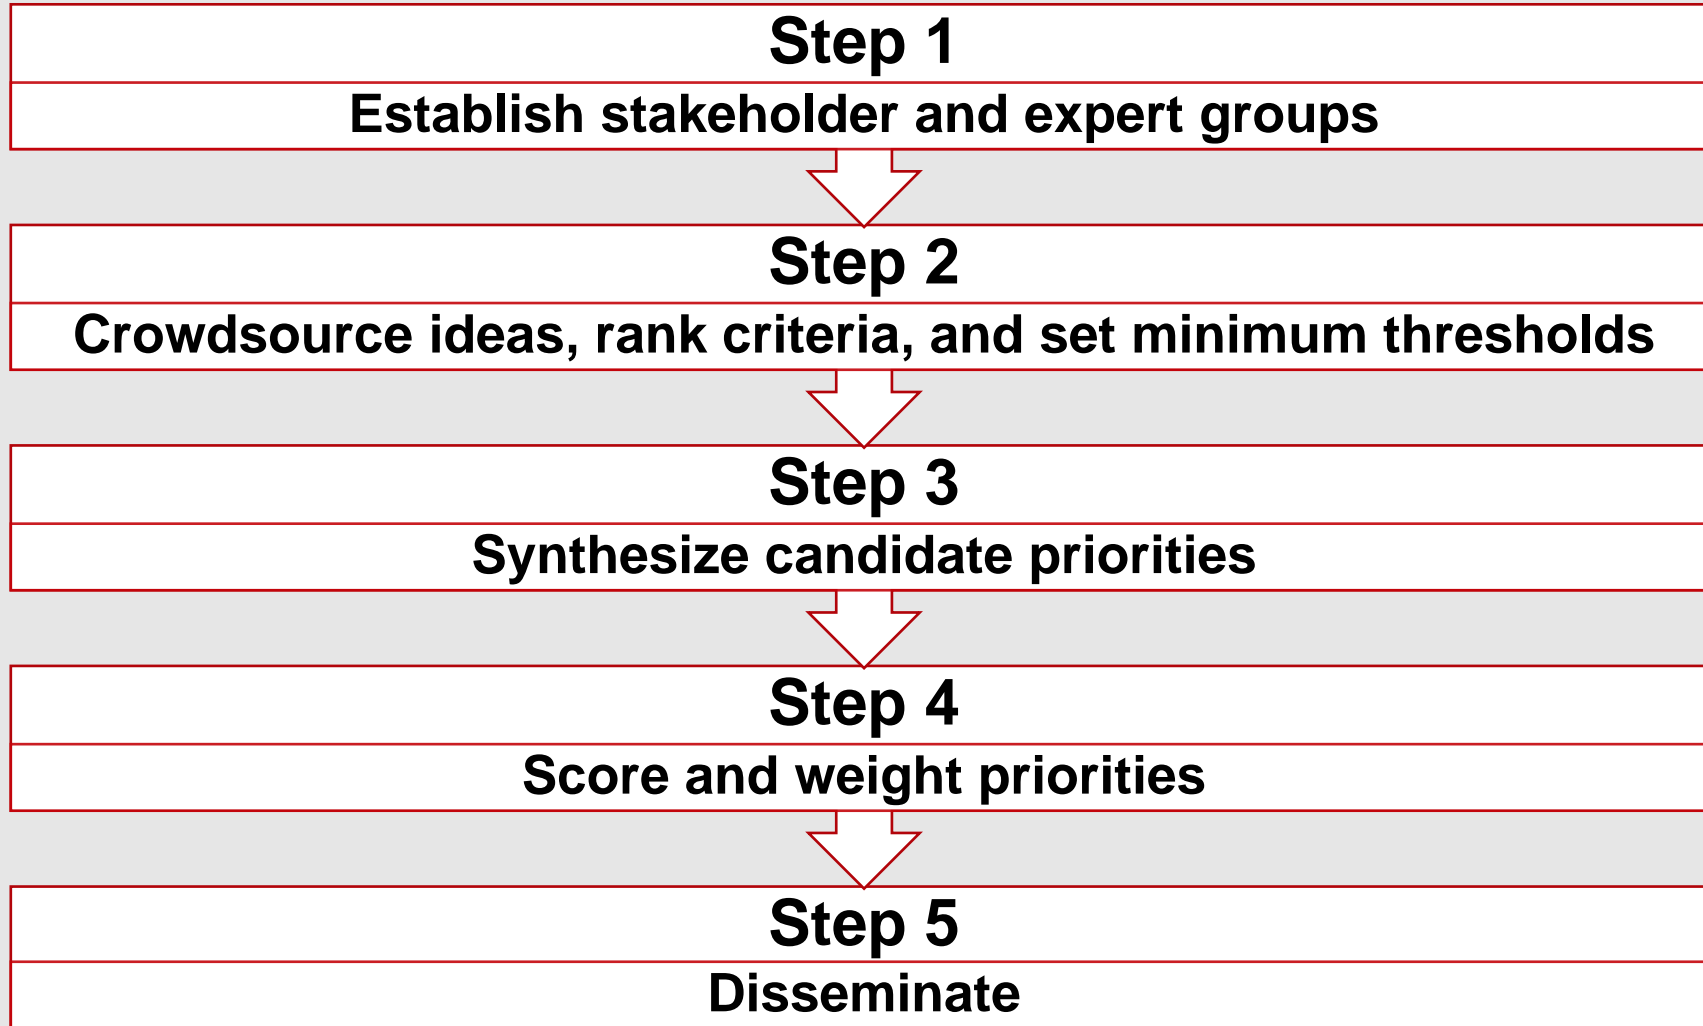 Step 1
Establish stakeholder and expert groups
Step 2
Crowdsource ideas, rank criteria, and set minimum thresholds
Step 3
Synthesize candidate priorities
Step 4
Score and weight priorities
Step 5
Disseminate